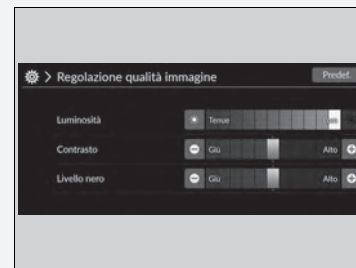 > Regolazione qualità immagine Predef.
Luminosità Tenue
Contrasto Giù Alto
Livello nero Giù Alto